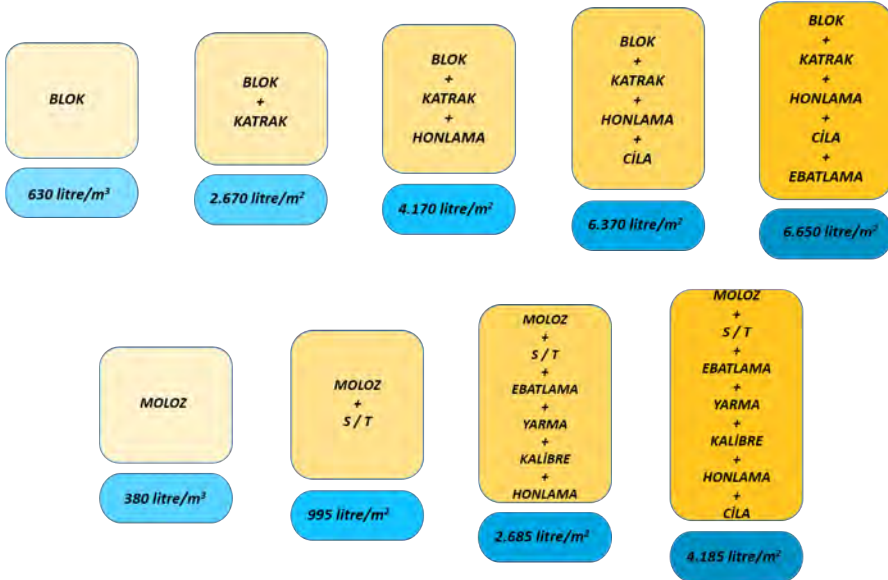 BLOK
630 litre/m³
BLOK
+
KATRAK
2.670 litre/m²
BLOK
+
KATRAK
+
HONLAMA
4.170 litre/m²
BLOK
+
KATRAK
+
HONLAMA
+
CİLA
6.370 litre/m²
BLOK
+
KATRAK
+
HONLAMA
+
CİLA
+
EBATLAMA
6.650 litre/m²
MOLOZ
380 litre/m³
MOLOZ
+
S / T
995 litre/m²
MOLOZ
+
S / T
+
EBATLAMA
+
YARMA
+
KALİBRE
+
HONLAMA
2.685 litre/m²
MOLOZ
+
S / T
+
EBATLAMA
+
YARMA
+
KALİBRE
+
HONLAMA
+
CİLA
4.185 litre/m²